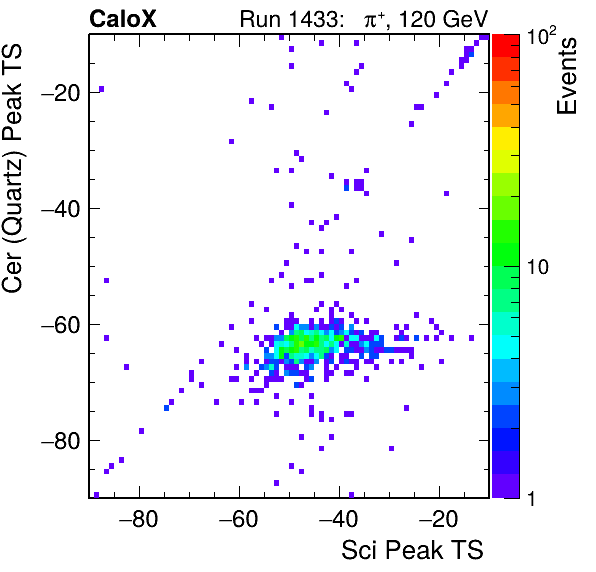 CaloX Run 1433: π⁺, 120 GeV
Cer (Quartz) Peak TS
−20
−40
−60
−80
−80 −60 −40 −20
Sci Peak TS
10²
10
1
Events